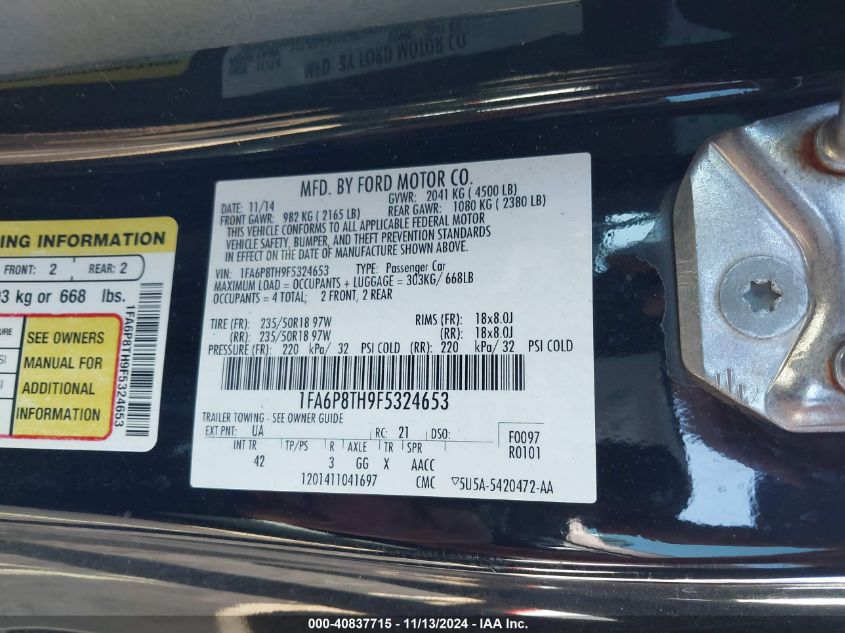 MFD. BY FORD MOTOR CO.
DATE: 11/14 GVWR: 2041 KG ( 4500 LB)
FRONT GAWR: 982 KG ( 2165 LB) REAR GAWR: 1080 KG ( 2380 LB)
THIS VEHICLE CONFORMS TO ALL APPLICABLE FEDERAL MOTOR
VEHICLE SAFETY, BUMPER, AND THEFT PREVENTION STANDARDS
IN EFFECT ON THE DATE OF MANUFACTURE SHOWN ABOVE.
VIN: 1FA6P8TH9F5324653 TYPE: Passenger Car
MAXIMUM LOAD = OCCUPANTS + LUGGAGE = 303KG/ 668LB
OCCUPANTS = 4 TOTAL; 2 FRONT, 2 REAR
TIRE (FR): 235/50R18 97W RIMS (FR): 18x8.0J
(RR): 235/50R18 97W (RR): 18x8.0J
PRESSURE (FR): 220 kPa/ 32 PSI COLD (RR): 220 kPa/ 32 PSI COLD
1FA6P8TH9F5324653
TRAILER TOWING - SEE OWNER GUIDE
EXT PNT: UA RC: 21 DSO: F0097
INT TR TP/PS R AXLE TR SPR R0101
42 3 GG X AACC
1201411041697 CMC ▽5U5A-5420472-AA
ING INFORMATION
FRONT: 2 REAR: 2
03 kg or 668 lbs.
SEE OWNERS
MANUAL FOR
ADDITIONAL
INFORMATION
1FA6P8TH9F5324653
000-40837715 - 11/13/2024 - IAA Inc.